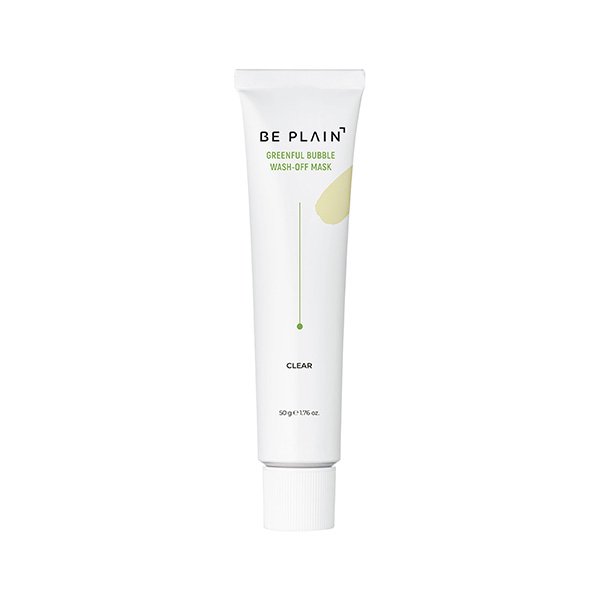 BE PLAIN
GREENFUL BUBBLE
WASH-OFF MASK
CLEAR
50 g ℮ 1.76 oz.